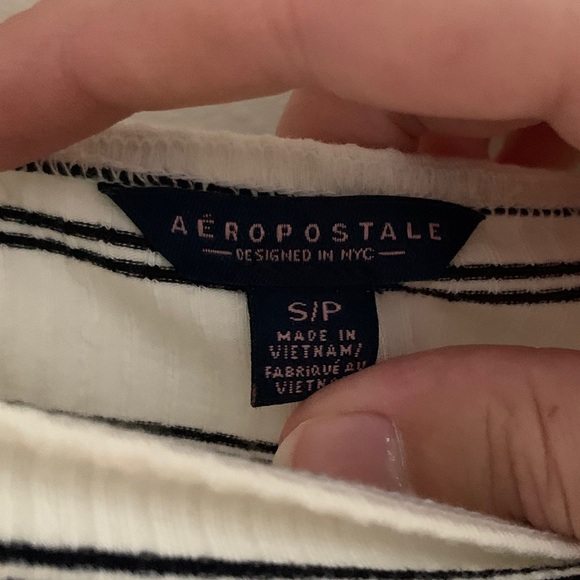 AÉROPOSTALE
DESIGNED IN NYC
S/P
MADE IN
VIETNAM/
FABRIQUÉ AU